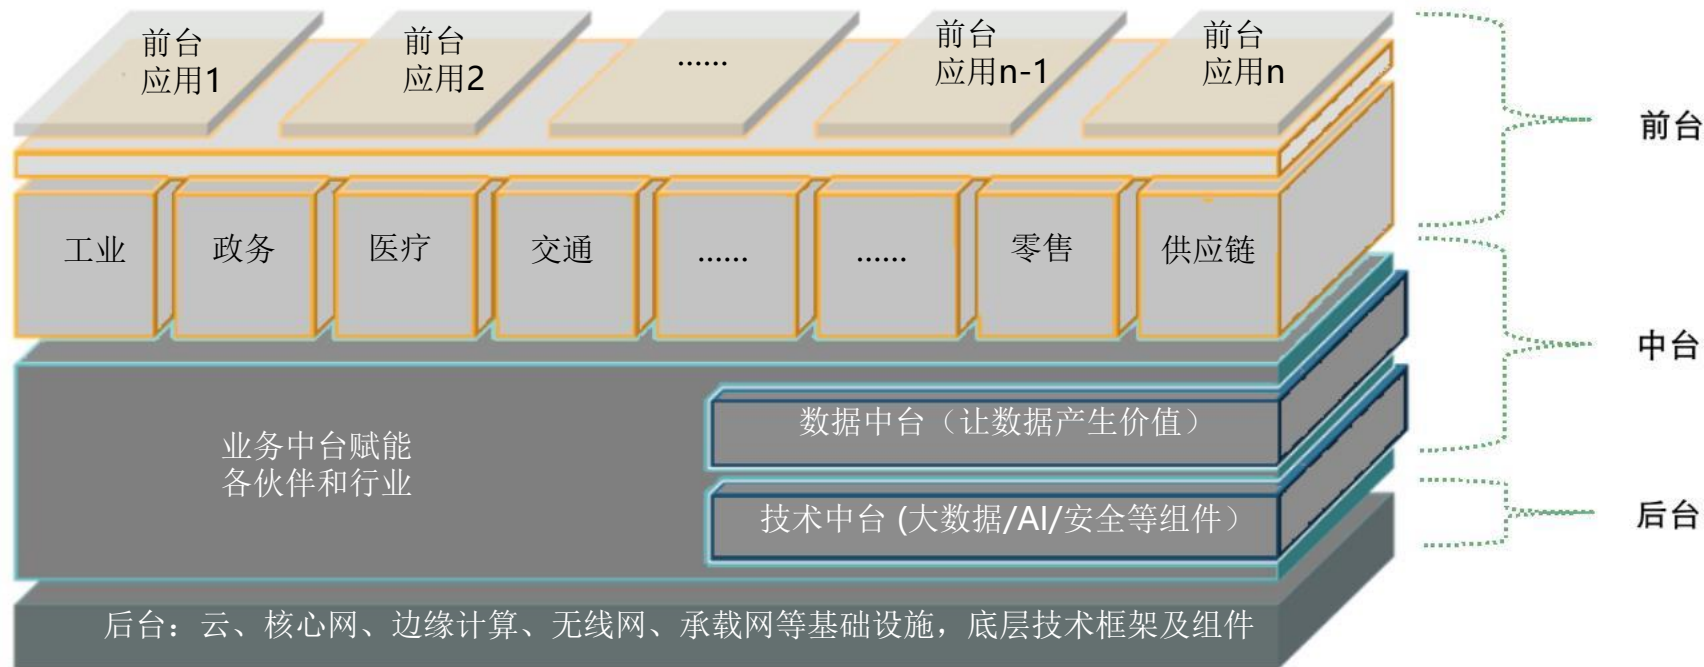 前台
应用1
前台
应用2
......
前台
应用n-1
前台
应用n
前台
工业
政务
医疗
交通
......
......
零售
供应链
中台
业务中台赋能
各伙伴和行业
数据中台（让数据产生价值）
技术中台 (大数据/AI/安全等组件）
后台
后台：云、核心网、边缘计算、无线网、承载网等基础设施，底层技术框架及组件